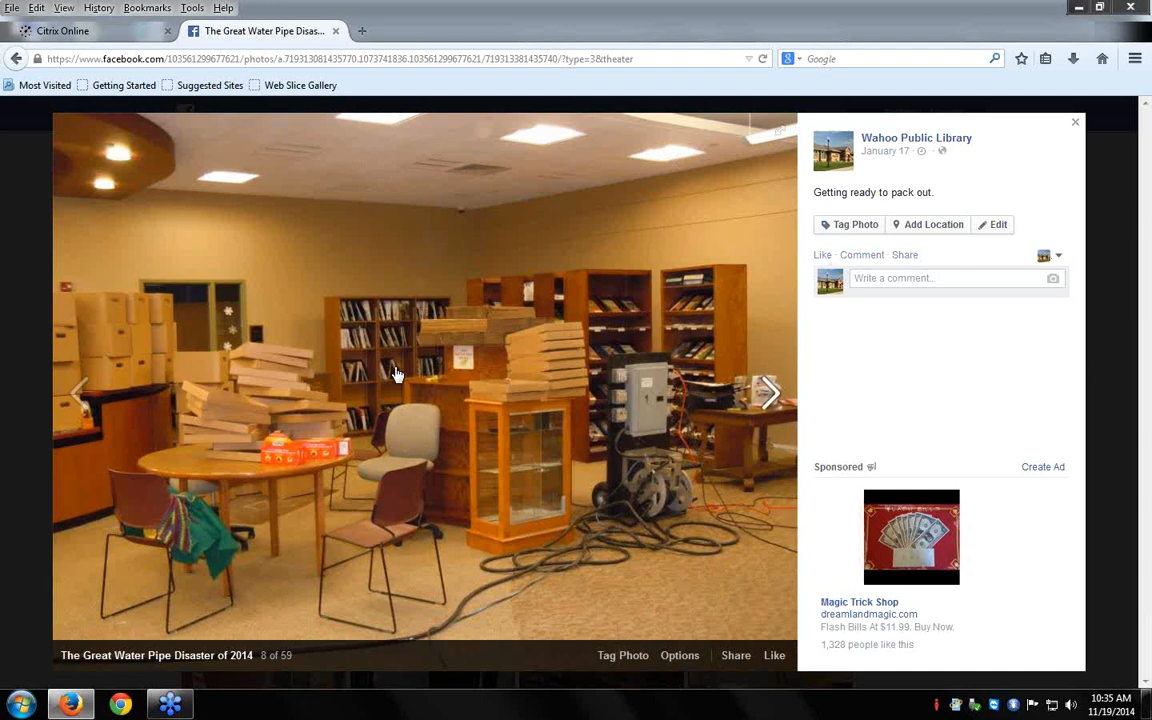 File Edit View History Bookmarks Tools Help
Citrix Online × The Great Water Pipe Disas... × +
https://www.facebook.com/103561299677621/photos/a.719313081435770.1073741836.103561299677621/719313381435740/?type=3&theater
Google
Most Visited Getting Started Suggested Sites Web Slice Gallery
Wahoo Public Library
January 17
Getting ready to pack out.
Tag Photo Add Location Edit
Like · Comment · Share
Write a comment...
Sponsored Create Ad
Magic Trick Shop
dreamlandmagic.com
Flash Bills At $11.99. Buy Now.
1,328 people like this
The Great Water Pipe Disaster of 2014 8 of 59
Tag Photo Options Share Like
10:35 AM
11/19/2014